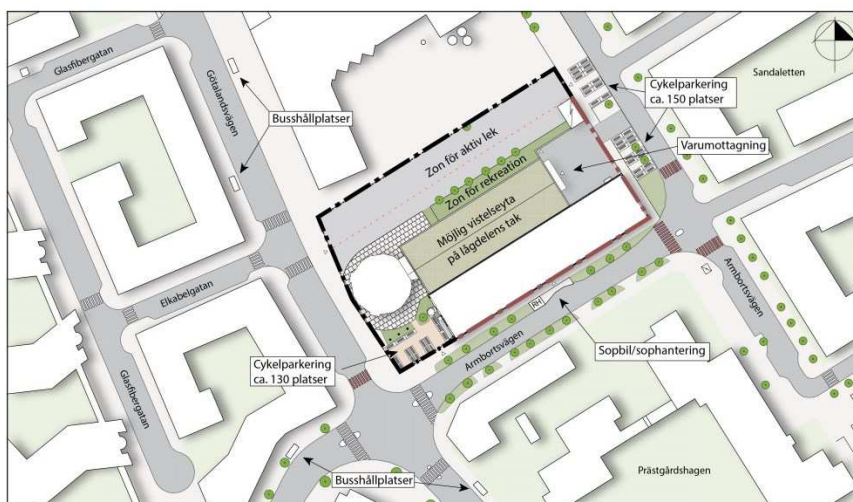 Glasfibergatan
Götalandsvägen
Busshållplatser
Zon för aktiv lek
Zon för rekreation
Möjlig vistelseyta
på lågdelens tak
Cykelparkering
ca. 150 platser
Sandaletten
Varumottagning
Elkabelgatan
Glasfibergatan
Cykelparkering
ca. 130 platser
RH
Armbortsvägen
Armbortsvägen
Sopbil/sophantering
Busshållplatser
Prästgårdshagen